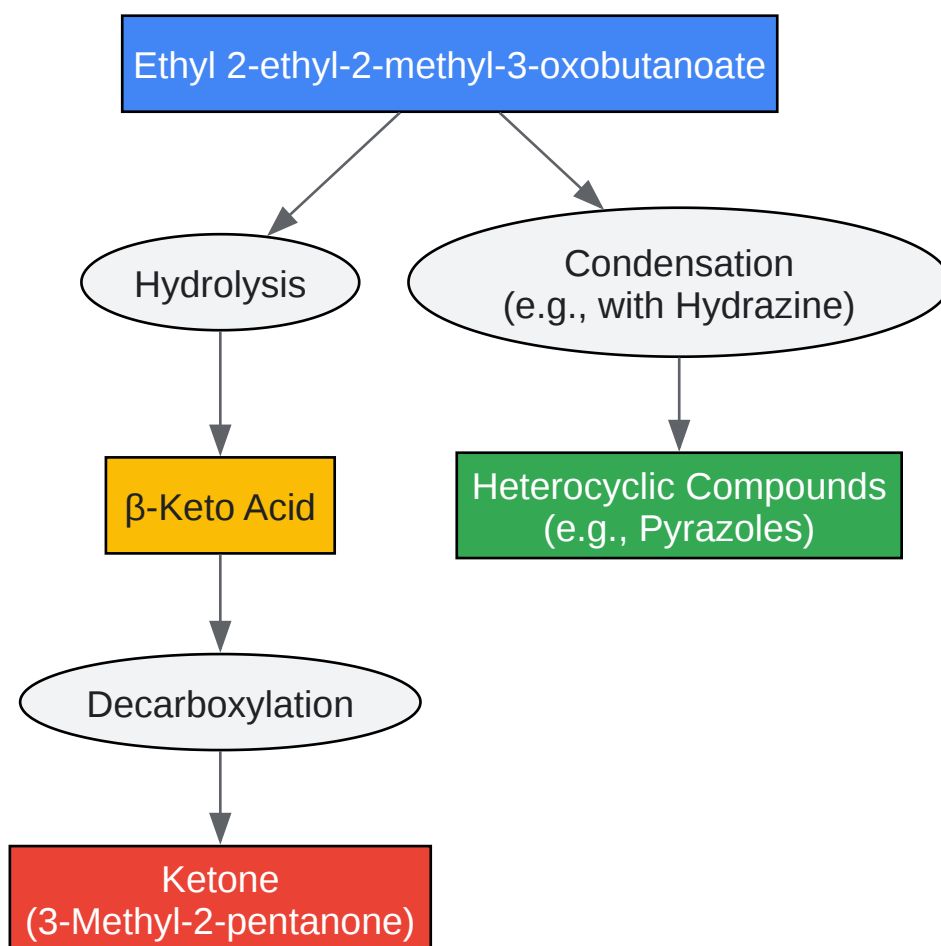 Ethyl 2-ethyl-2-methyl-3-oxobutanoate
Hydrolysis
Condensation
(e.g., with Hydrazine)
β-Keto Acid
Heterocyclic Compounds
(e.g., Pyrazoles)
Decarboxylation
Ketone
(3-Methyl-2-pentanone)